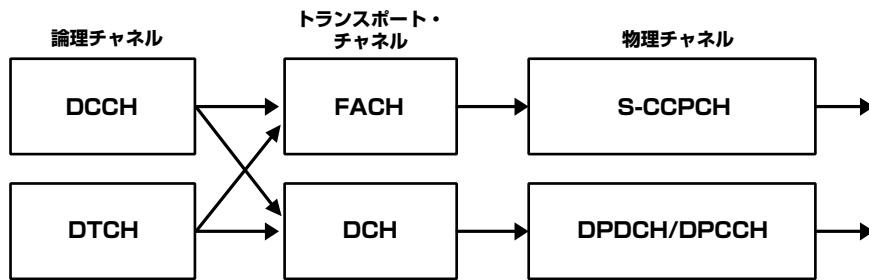 論理チャネル
トランスポート・
チャネル
物理チャネル
DCCH
FACH
S-CCPCH
DTCH
DCH
DPDCH/DPCCH